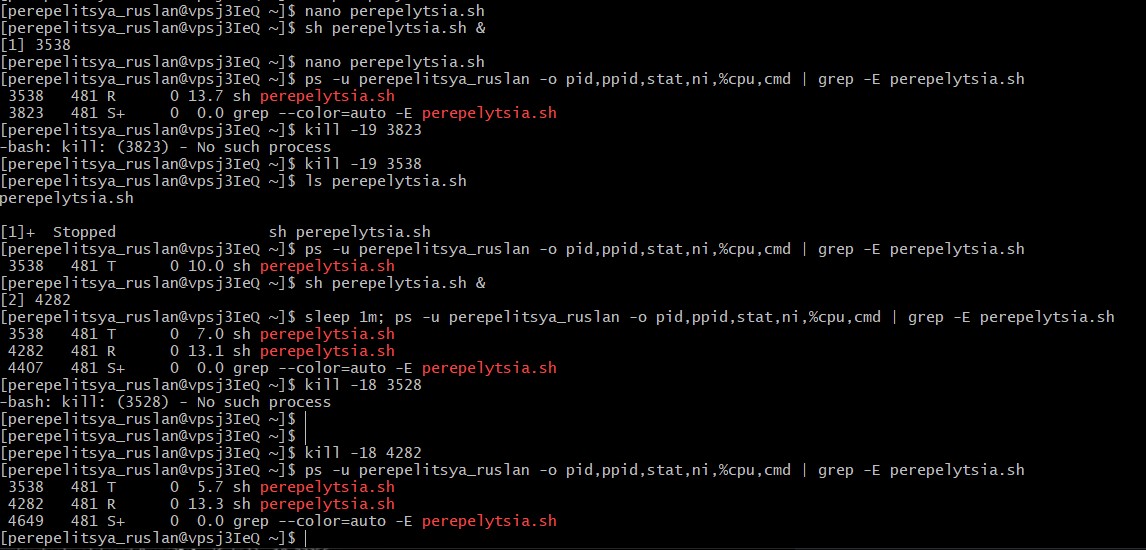 [perepelitsya_ruslan@vpsj3IeQ ~]$ nano perepelytsia.sh
[perepelitsya_ruslan@vpsj3IeQ ~]$ sh perepelytsia.sh &
[1] 3538
[perepelitsya_ruslan@vpsj3IeQ ~]$ nano perepelytsia.sh
[perepelitsya_ruslan@vpsj3IeQ ~]$ ps -u perepelitsya_ruslan -o pid,ppid,stat,ni,%cpu,cmd | grep -E perepelytsia.sh
 3538   481 R      0 13.7 sh perepelytsia.sh
 3823   481 S+     0  0.0 grep --color=auto -E perepelytsia.sh
[perepelitsya_ruslan@vpsj3IeQ ~]$ kill -19 3823
-bash: kill: (3823) - No such process
[perepelitsya_ruslan@vpsj3IeQ ~]$ kill -19 3538
[perepelitsya_ruslan@vpsj3IeQ ~]$ ls perepelytsia.sh
perepelytsia.sh
[1]+  Stopped                 sh perepelytsia.sh
[perepelitsya_ruslan@vpsj3IeQ ~]$ ps -u perepelitsya_ruslan -o pid,ppid,stat,ni,%cpu,cmd | grep -E perepelytsia.sh
 3538   481 T      0 10.0 sh perepelytsia.sh
[perepelitsya_ruslan@vpsj3IeQ ~]$ sh perepelytsia.sh &
[2] 4282
[perepelitsya_ruslan@vpsj3IeQ ~]$ sleep 1m; ps -u perepelitsya_ruslan -o pid,ppid,stat,ni,%cpu,cmd | grep -E perepelytsia.sh
 3538   481 T      0  7.0 sh perepelytsia.sh
 4282   481 R      0 13.1 sh perepelytsia.sh
 4407   481 S+     0  0.0 grep --color=auto -E perepelytsia.sh
[perepelitsya_ruslan@vpsj3IeQ ~]$ kill -18 3528
-bash: kill: (3528) - No such process
[perepelitsya_ruslan@vpsj3IeQ ~]$
[perepelitsya_ruslan@vpsj3IeQ ~]$
[perepelitsya_ruslan@vpsj3IeQ ~]$ kill -18 4282
[perepelitsya_ruslan@vpsj3IeQ ~]$ ps -u perepelitsya_ruslan -o pid,ppid,stat,ni,%cpu,cmd | grep -E perepelytsia.sh
 3538   481 T      0  5.7 sh perepelytsia.sh
 4282   481 R      0 13.3 sh perepelytsia.sh
 4649   481 S+     0  0.0 grep --color=auto -E perepelytsia.sh
[perepelitsya_ruslan@vpsj3IeQ ~]$